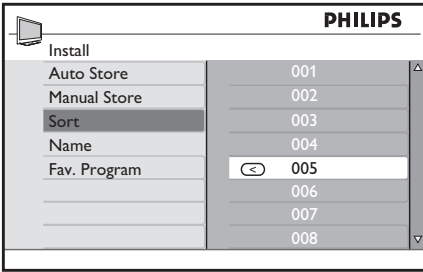 PHILIPS
Install
Auto Store 001
Manual Store 002
Sort 003
Name 004
Fav. Program < 005
006
007
008